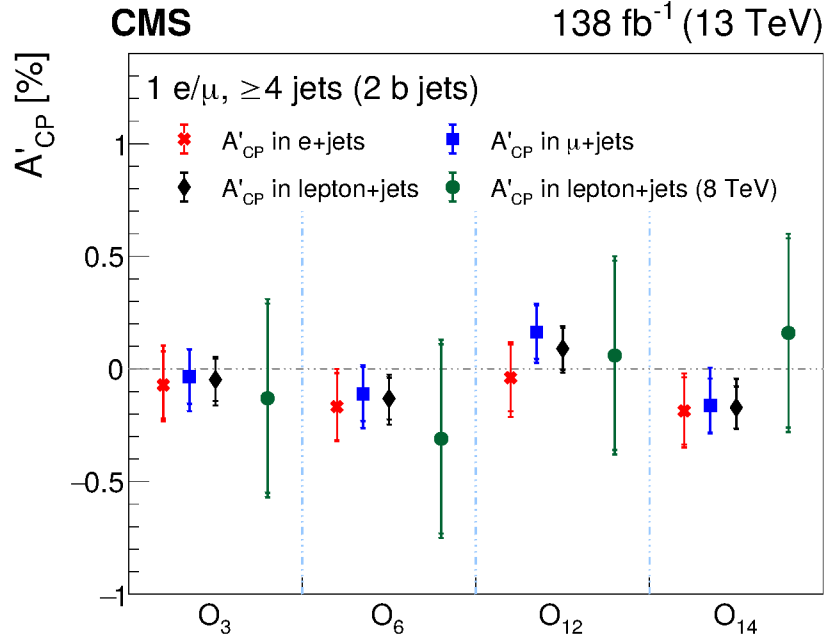 CMS 138 fb⁻¹ (13 TeV)
A'CP [%]
1 e/μ, ≥4 jets (2 b jets)
A'CP in e+jets A'CP in μ+jets
A'CP in lepton+jets A'CP in lepton+jets (8 TeV)
1
0.5
0
−0.5
−1
O3 O6 O12 O14